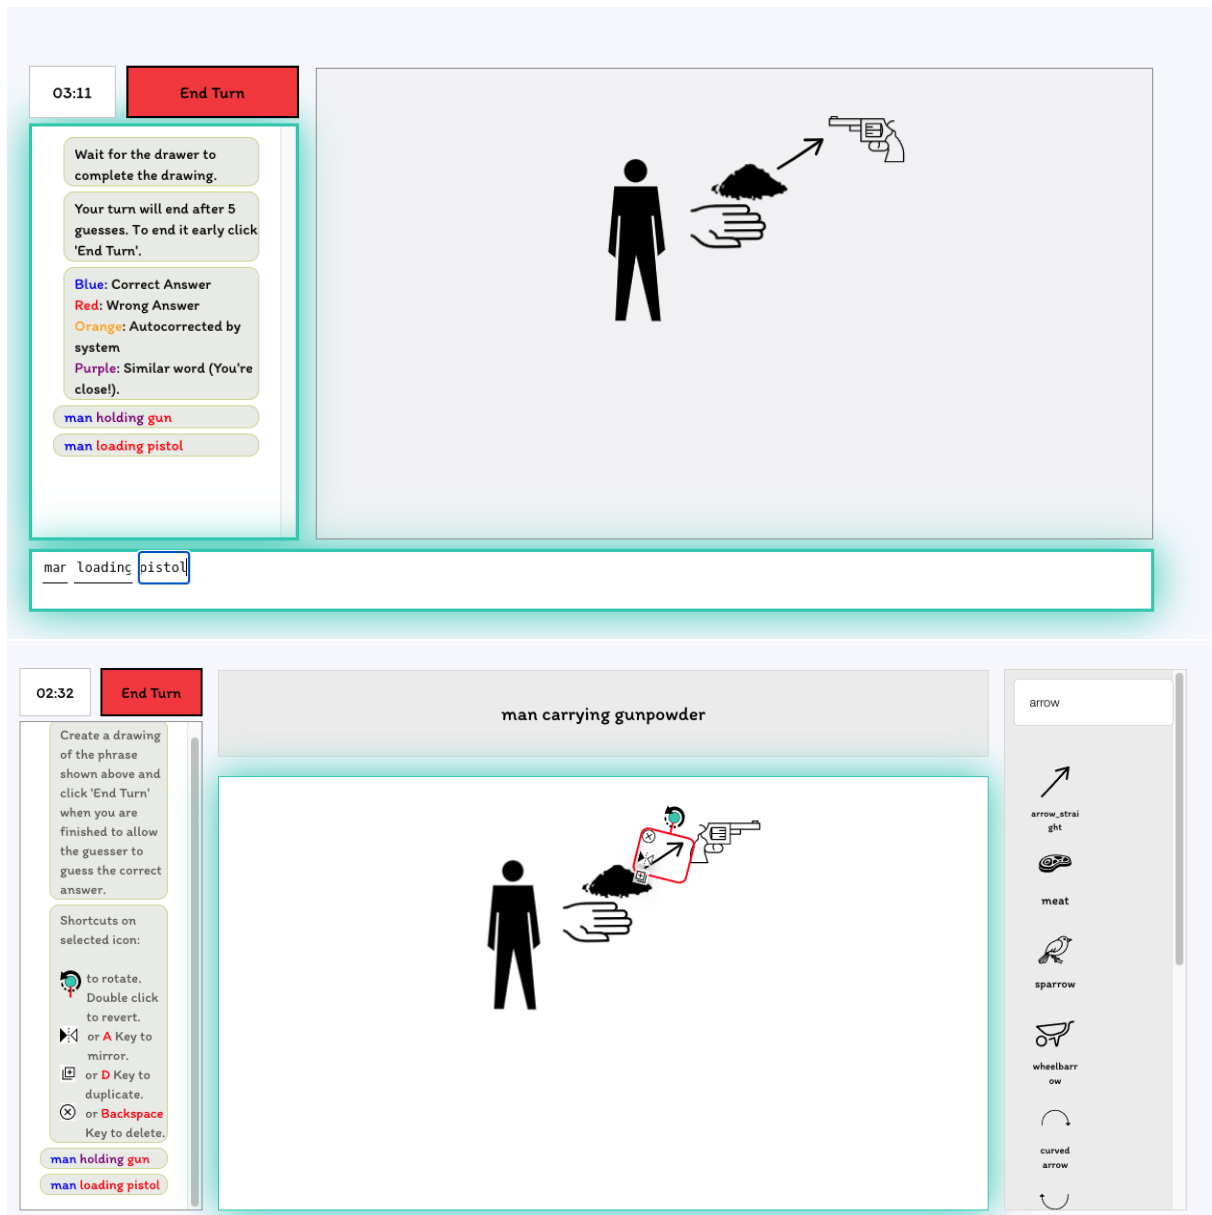 03:11
End Turn
Wait for the drawer to
complete the drawing.
Your turn will end after 5
guesses. To end it early click
'End Turn'.
Blue: Correct Answer
Red: Wrong Answer
Orange: Autocorrected by
system
Purple: Similar word (You're
close!).
man holding gun
man loading pistol
man loading pistol
02:32
End Turn
man carrying gunpowder
Create a drawing
of the phrase
shown above and
click 'End Turn'
when you are
finished to allow
the guesser to
guess the correct
answer.
Shortcuts on
selected icon:
to rotate.
Double click
to revert.
or A Key to
mirror.
or D Key to
duplicate.
or Backspace
Key to delete.
man holding gun
man loading pistol
arrow
arrow_strai
ght
meat
sparrow
wheelbarr
ow
curved
arrow